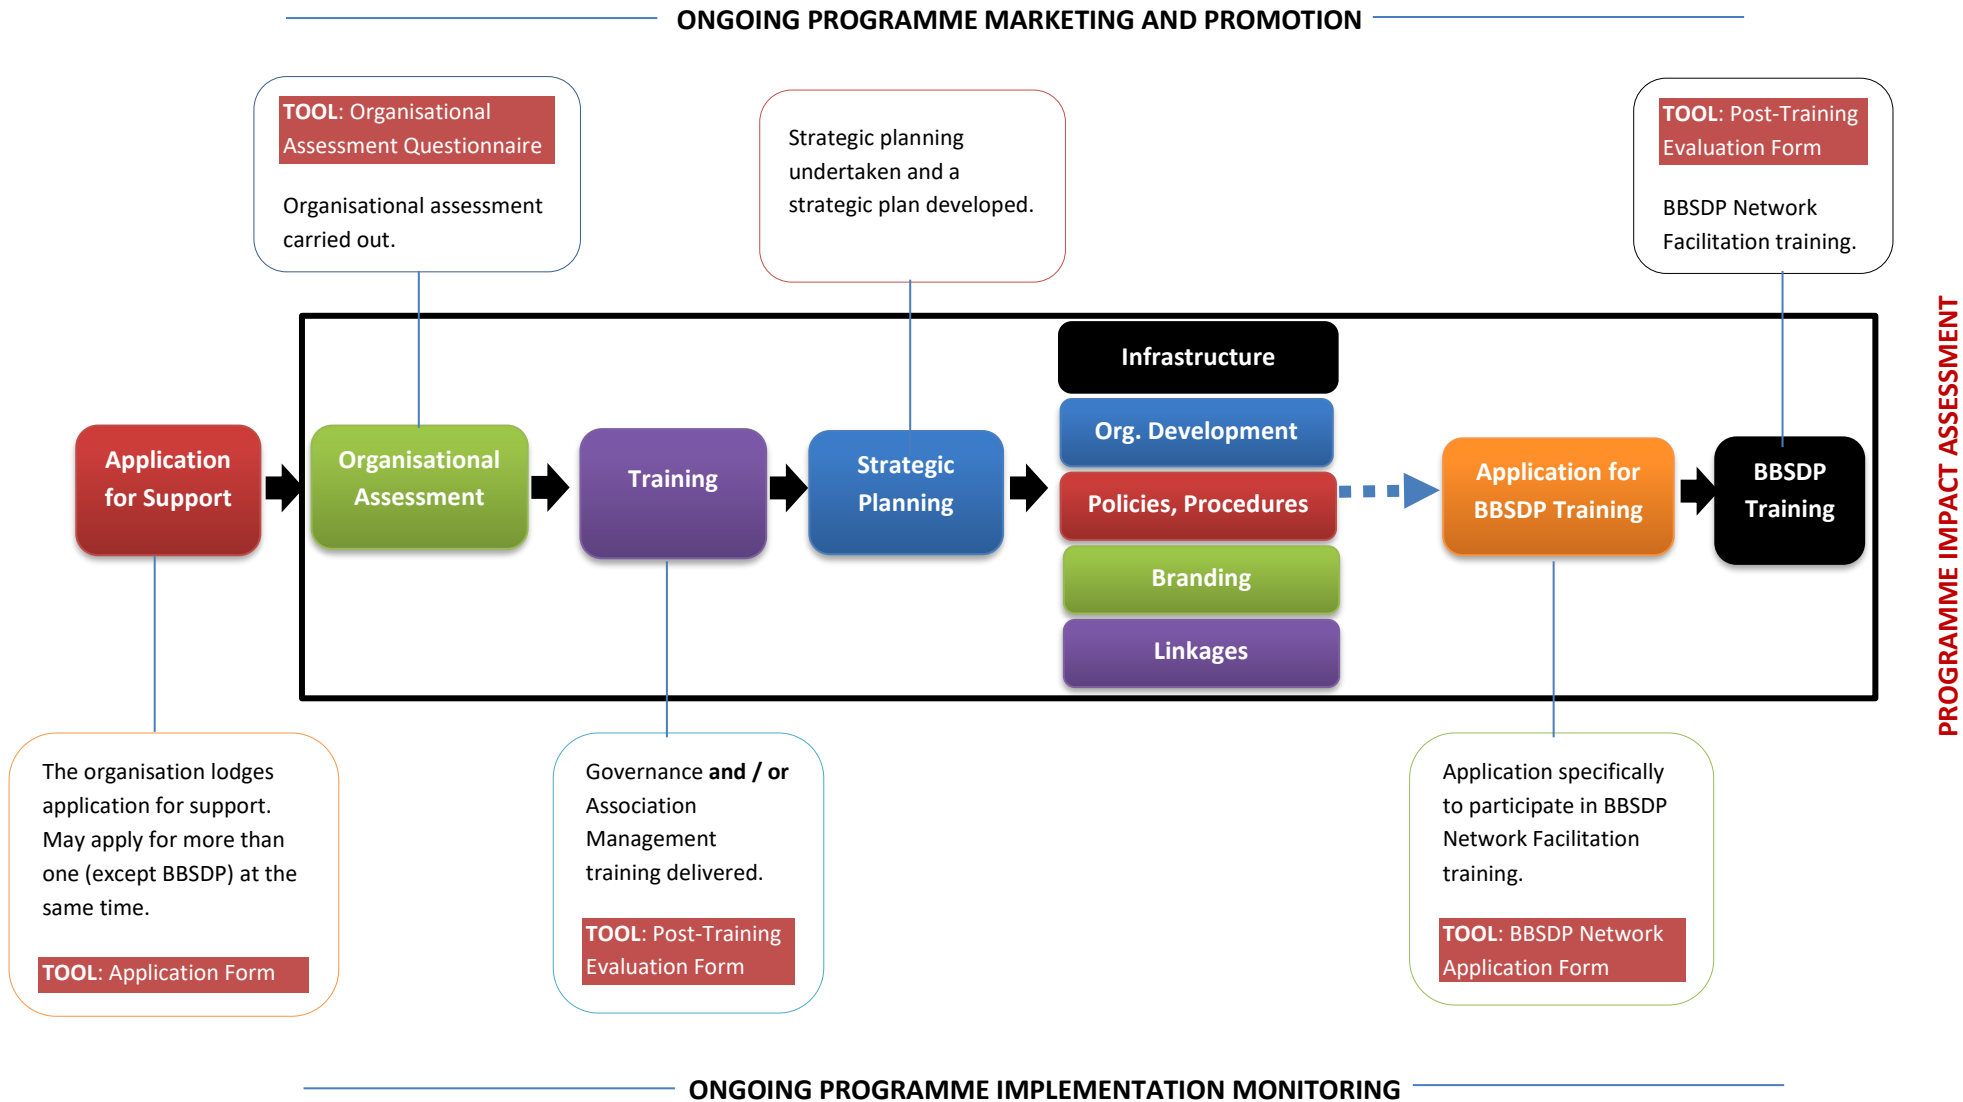 ONGOING PROGRAMME MARKETING AND PROMOTION
TOOL: Organisational
Assessment Questionnaire
Organisational assessment
carried out.
Strategic planning
undertaken and a
strategic plan developed.
TOOL: Post-Training
Evaluation Form
BBSDP Network
Facilitation training.
Application
for Support
Organisational
Assessment
Training
Strategic
Planning
Infrastructure
Org. Development
Policies, Procedures
Branding
Linkages
Application for
BBSDP Training
BBSDP
Training
PROGRAMME IMPACT ASSESSMENT
The organisation lodges
application for support.
May apply for more than
one (except BBSDP) at the
same time.
TOOL: Application Form
Governance and / or
Association
Management
training delivered.
TOOL: Post-Training
Evaluation Form
Application specifically
to participate in BBSDP
Network Facilitation
training.
TOOL: BBSDP Network
Application Form
ONGOING PROGRAMME IMPLEMENTATION MONITORING